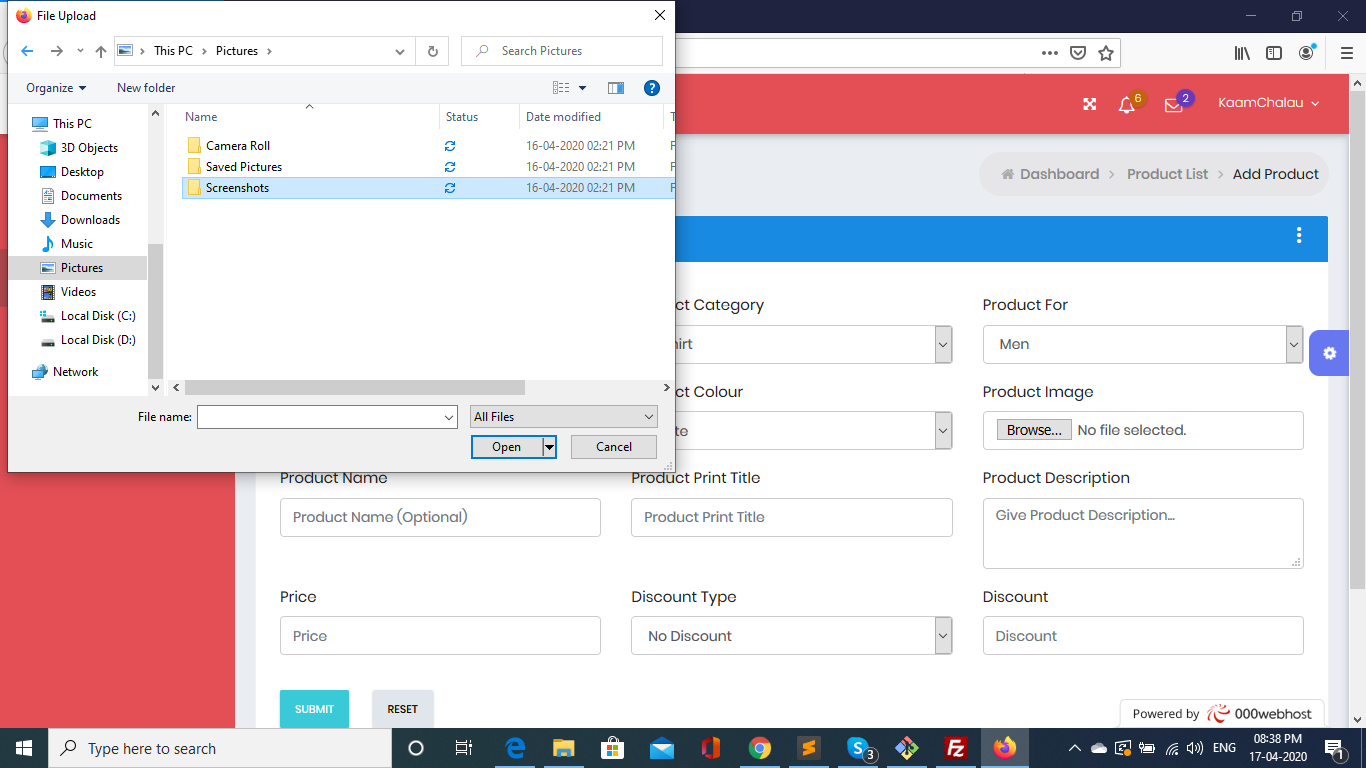 File Upload
This PC
Pictures
Search Pictures
Organize
New folder
Name
Status
Date modified
This PC
3D Objects
Desktop
Documents
Downloads
Music
Pictures
Videos
Local Disk (C:)
Local Disk (D:)
Network
Camera Roll
16-04-2020 02:21 PM
Saved Pictures
16-04-2020 02:21 PM
Screenshots
16-04-2020 02:21 PM
File name:
All Files
Open
Cancel
6
2
KaamChalau
Dashboard > Product List > Add Product
ct Category
Product For
hirt
Men
ct Colour
Product Image
te
Browse...
No file selected.
Product Name
Product Print Title
Product Description
Product Name (Optional)
Product Print Title
Give Product Description...
Price
Discount Type
Discount
Price
No Discount
Discount
SUBMIT
RESET
Powered by 000webhost
Type here to search
3
ENG
08:38 PM
17-04-2020
1